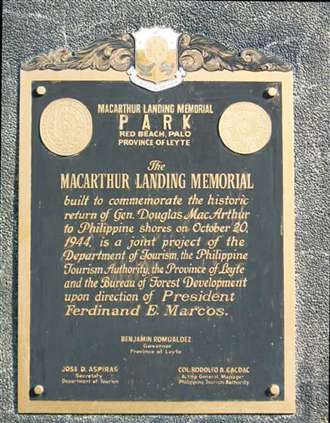 MACARTHUR LANDING MEMORIAL
PARK
RED BEACH, PALO
PROVINCE OF LEYTE
The
MACARTHUR LANDING MEMORIAL
built to commemorate the historic
return of Gen. Douglas MacArthur
to Philippine shores on October 20,
1944, is a joint project of the
Department of Tourism, the Philippine
Tourism Authority, the Province of Leyte
and the Bureau of Forest Development
upon direction of President
Ferdinand E. Marcos.
BENJAMIN ROMUALDEZ
Governor
Province of Leyte
JOSE D. ASPIRAS
Secretary
Department of Tourism
COL. RODOLFO A. CACDAC
Acting General Manager
Philippine Tourism Authority